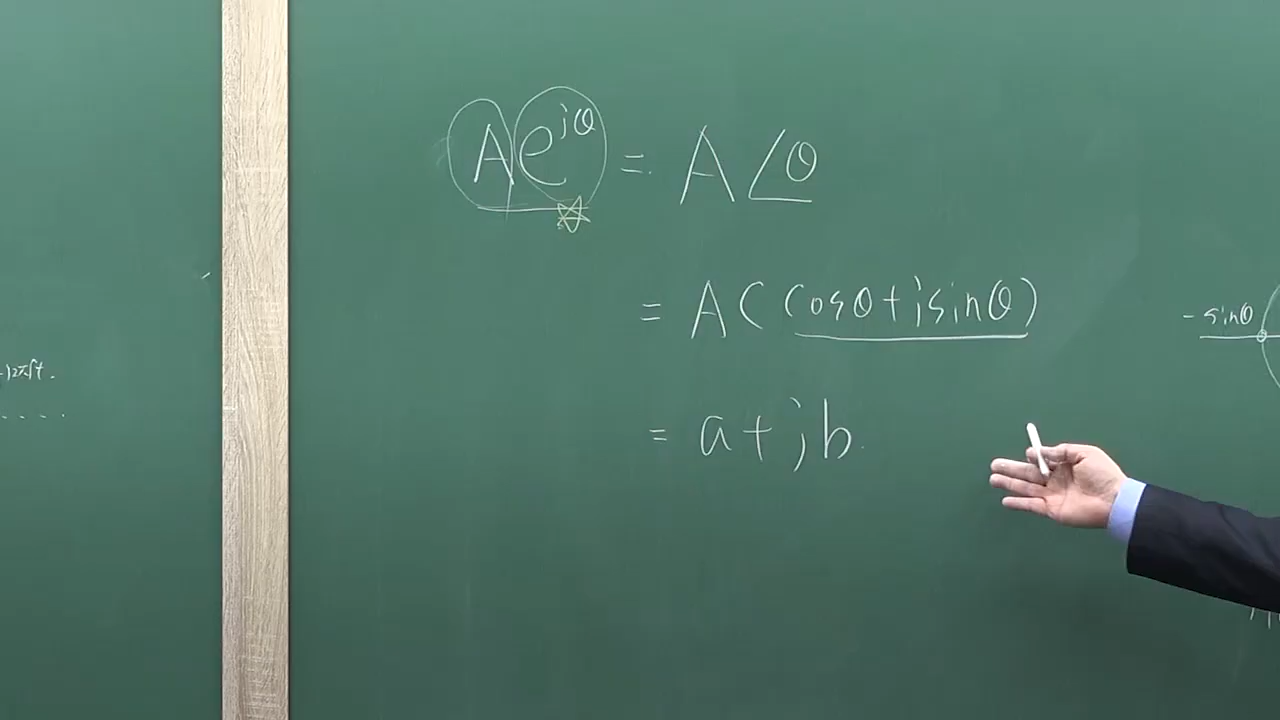 Ae^{jθ} = A∠θ
= A(cosθ+jsinθ)
= a+jb
-sinθ